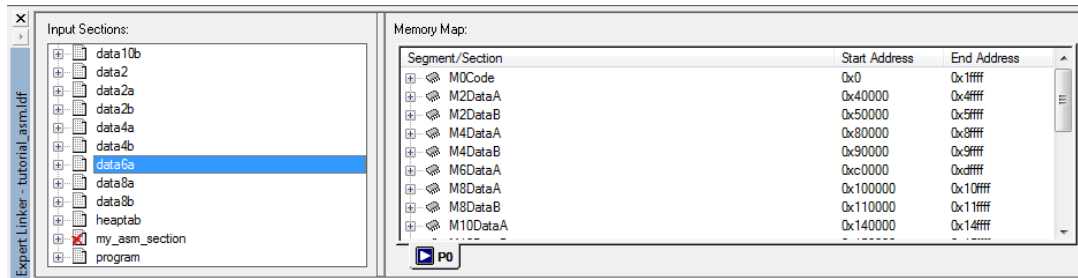 Expert Linker - tutorial_asm.ldf
Input Sections:
data10b
data2
data2a
data2b
data4a
data4b
data6a
data8a
data8b
heaptab
my_asm_section
program
Memory Map:
Segment/Section Start Address End Address
M0Code 0x0 0x1ffff
M2DataA 0x40000 0x4ffff
M2DataB 0x50000 0x5ffff
M4DataA 0x80000 0x8ffff
M4DataB 0x90000 0x9ffff
M6DataA 0xc0000 0xdffff
M8DataA 0x100000 0x10ffff
M8DataB 0x110000 0x11ffff
M10DataA 0x140000 0x14ffff
P0